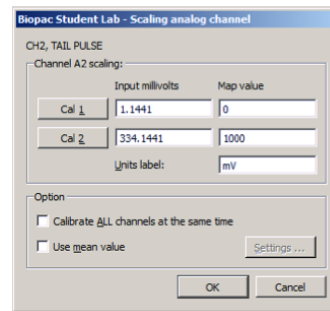 Biopac Student Lab - Scaling analog channel
CH2, TAIL PULSE
Channel A2 scaling:
Input millivolts Map value
Cal 1 1.1441 0
Cal 2 334.1441 1000
Units label: mV
Option
Calibrate ALL channels at the same time
Use mean value Settings ...
OK Cancel